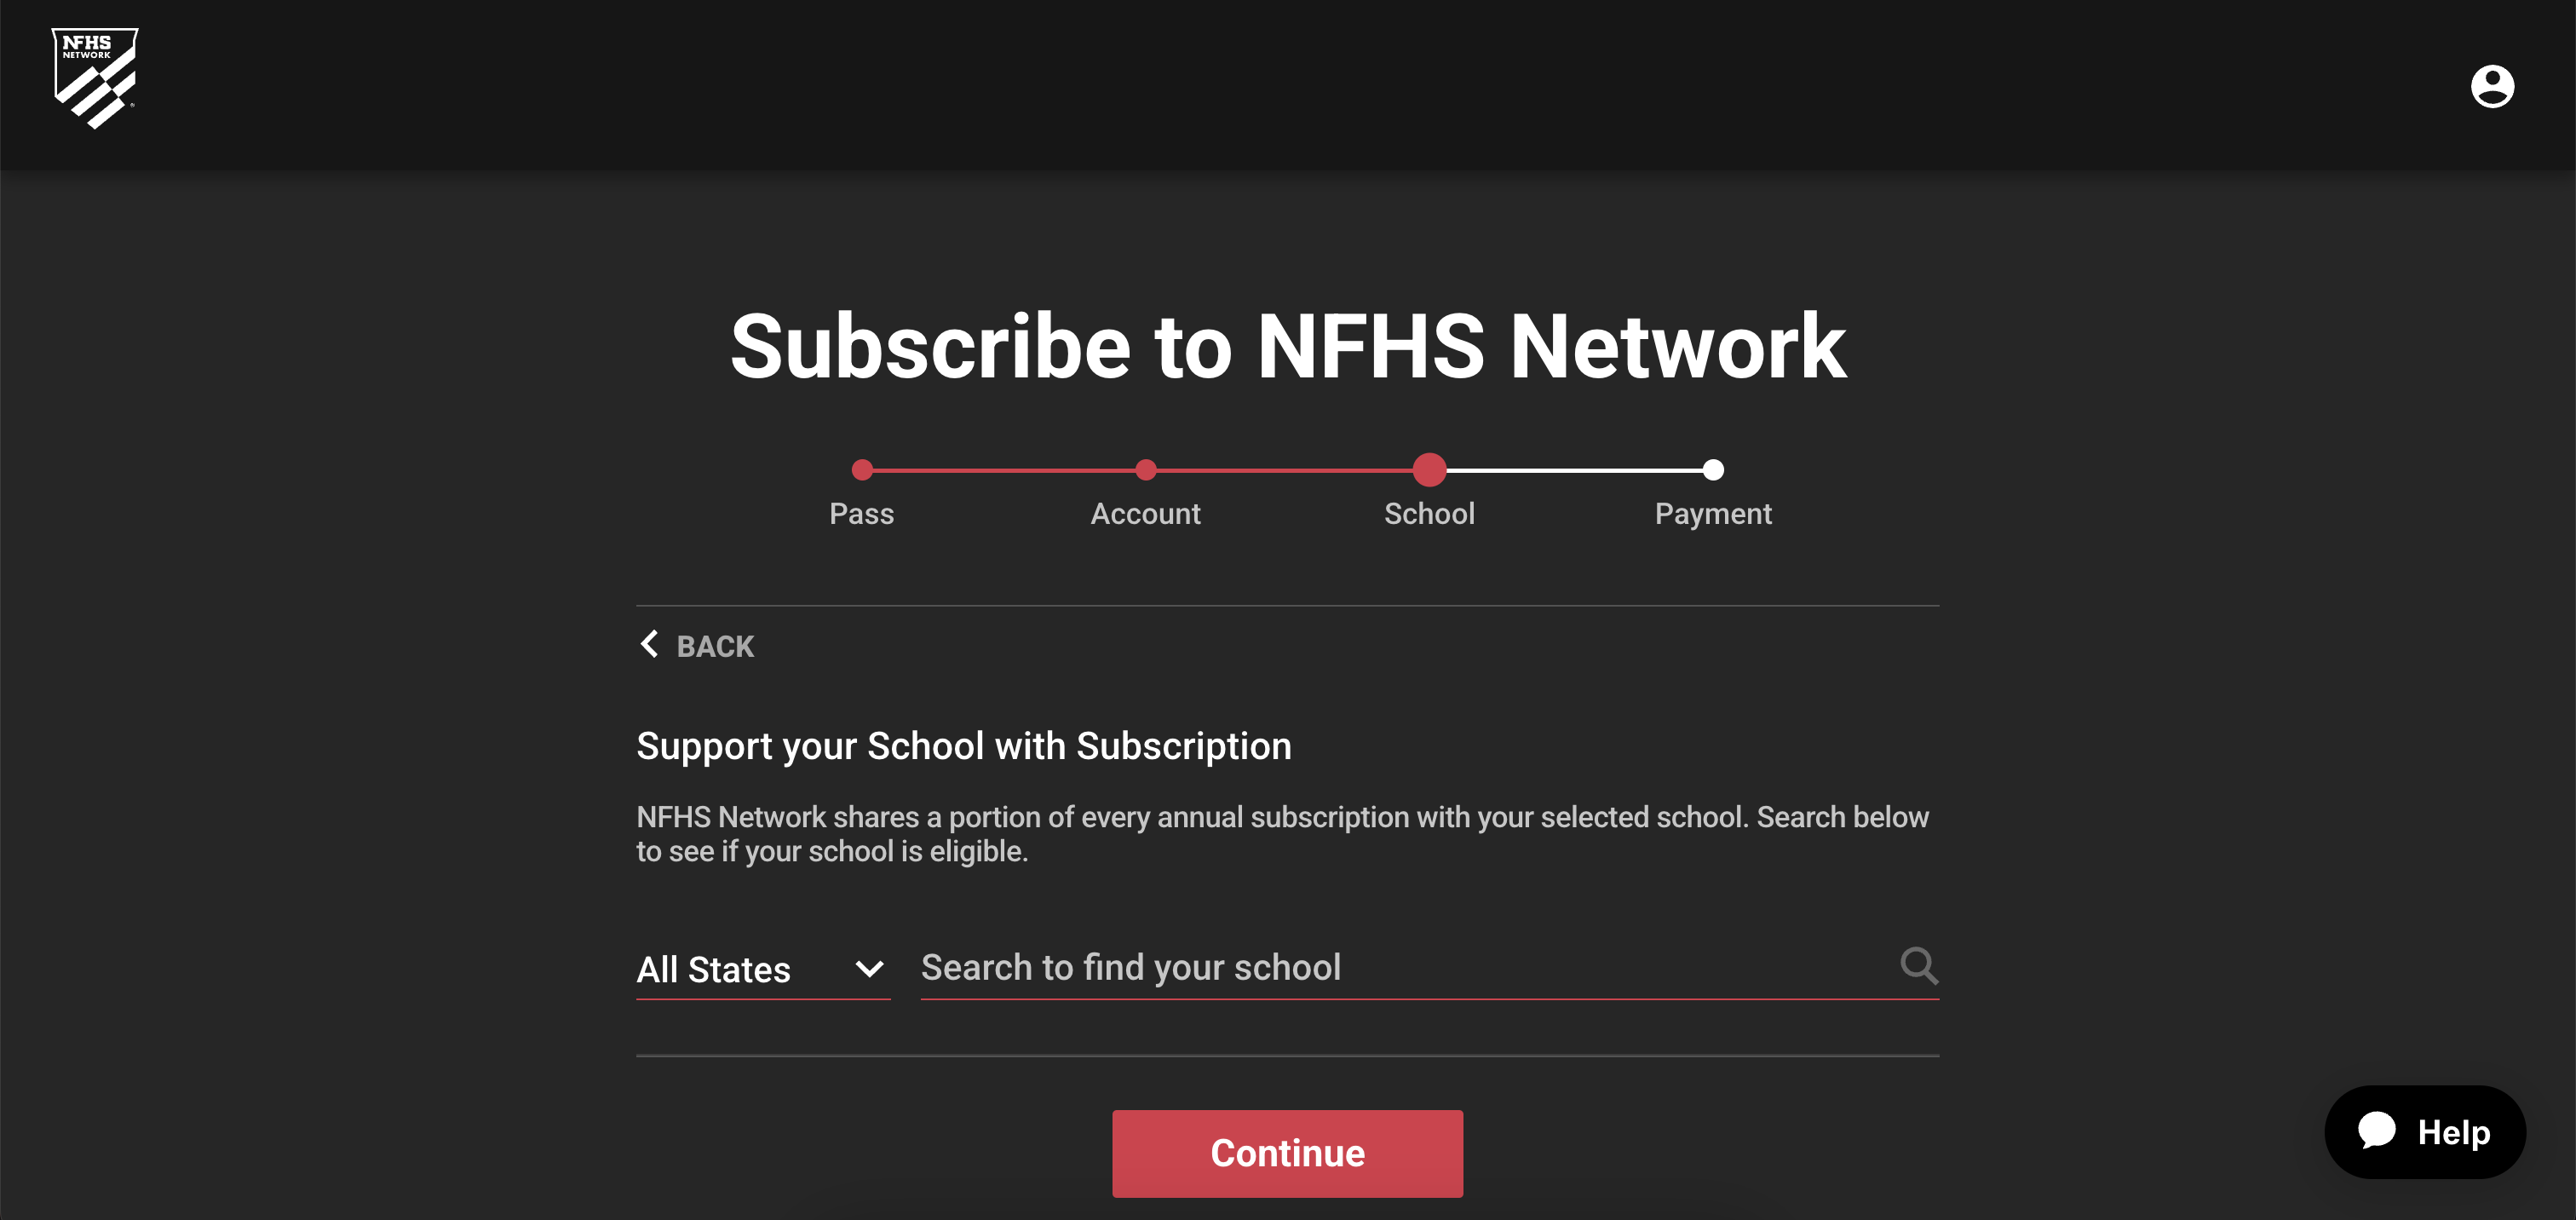 NFHS
NETWORK
Subscribe to NFHS Network
Pass Account School Payment
BACK
Support your School with Subscription
NFHS Network shares a portion of every annual subscription with your selected school. Search below
to see if your school is eligible.
All States Search to find your school
Continue
Help